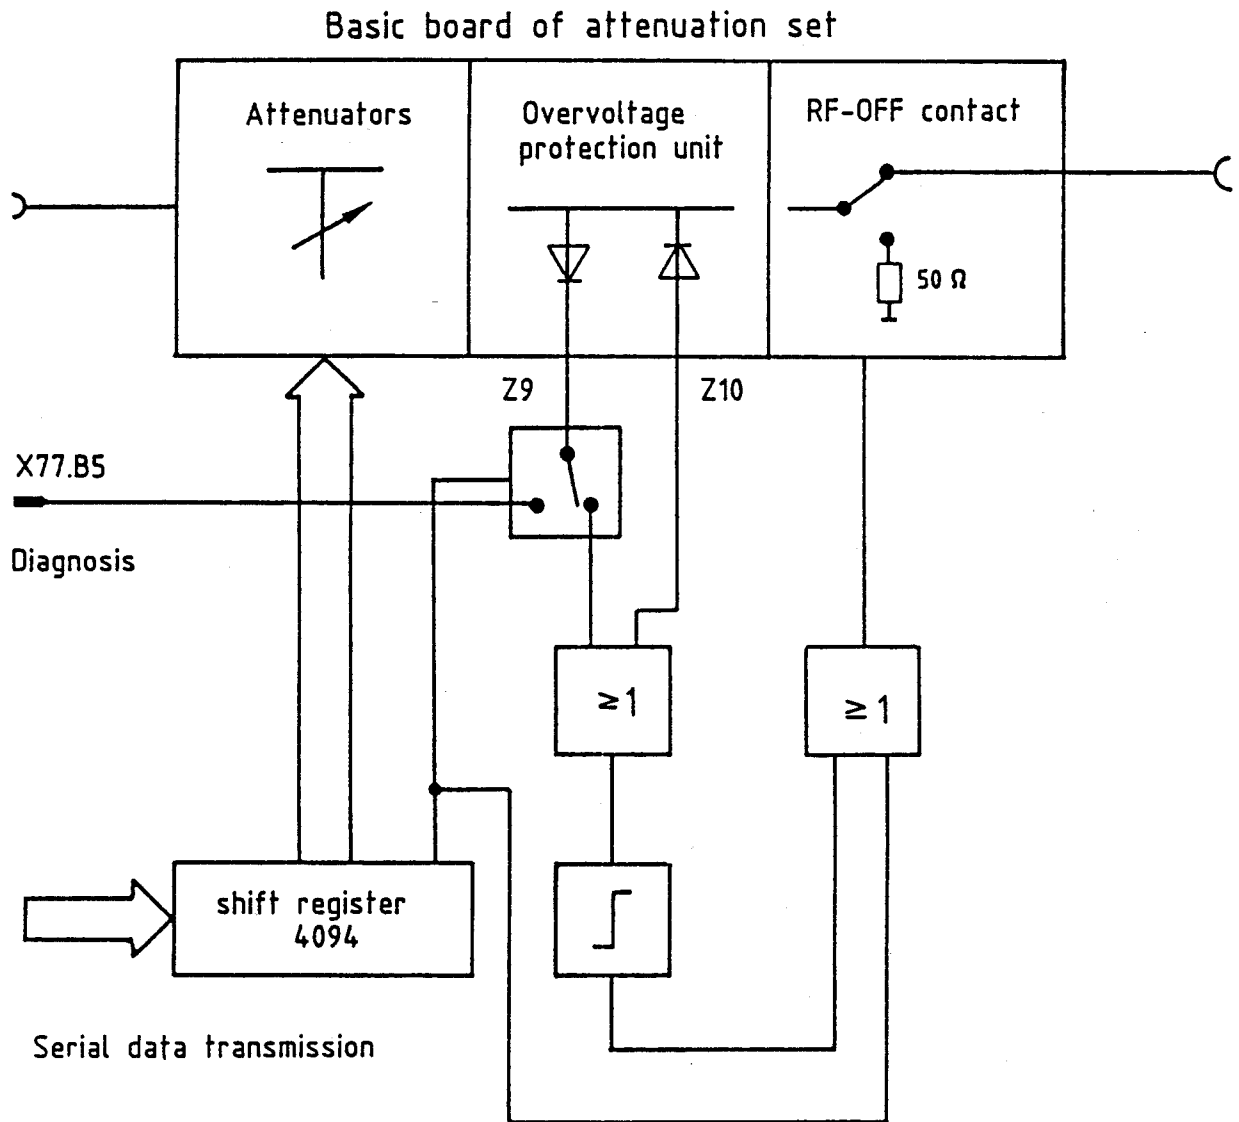 Basic board of attenuation set
Attenuators
Overvoltage
protection unit
RF-OFF contact
50 Ω
Z9
Z10
X77.B5
Diagnosis
≥1
≥1
shift register
4094
Serial data transmission